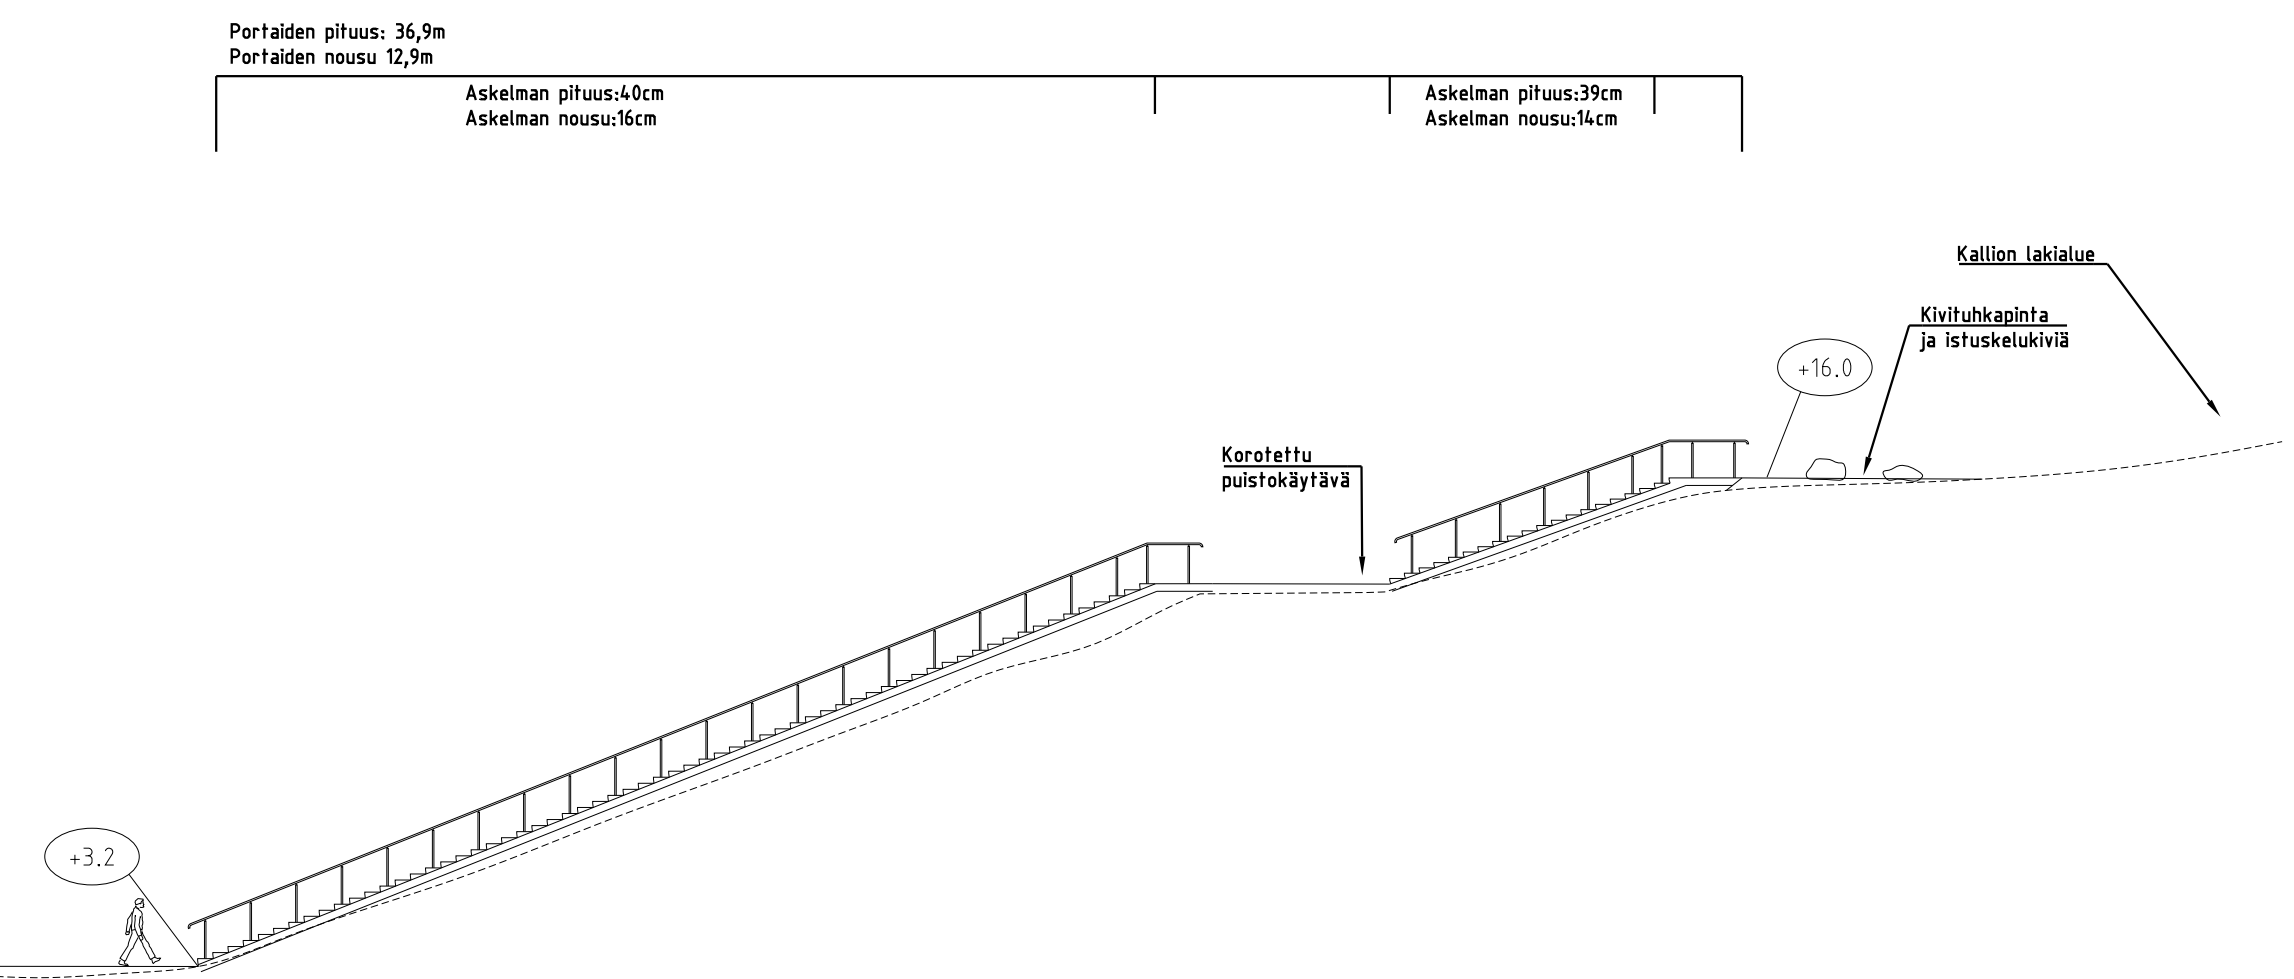 Portaiden pituus: 36,9m
Portaiden nousu 12,9m
Askelman pituus:40cm
Askelman nousu:16cm
Askelman pituus:39cm
Askelman nousu:14cm
Kallion lakialue
Kivituhkapinta
ja istuskelukiviä
+16.0
Korotettu
puistokäytävä
+3.2